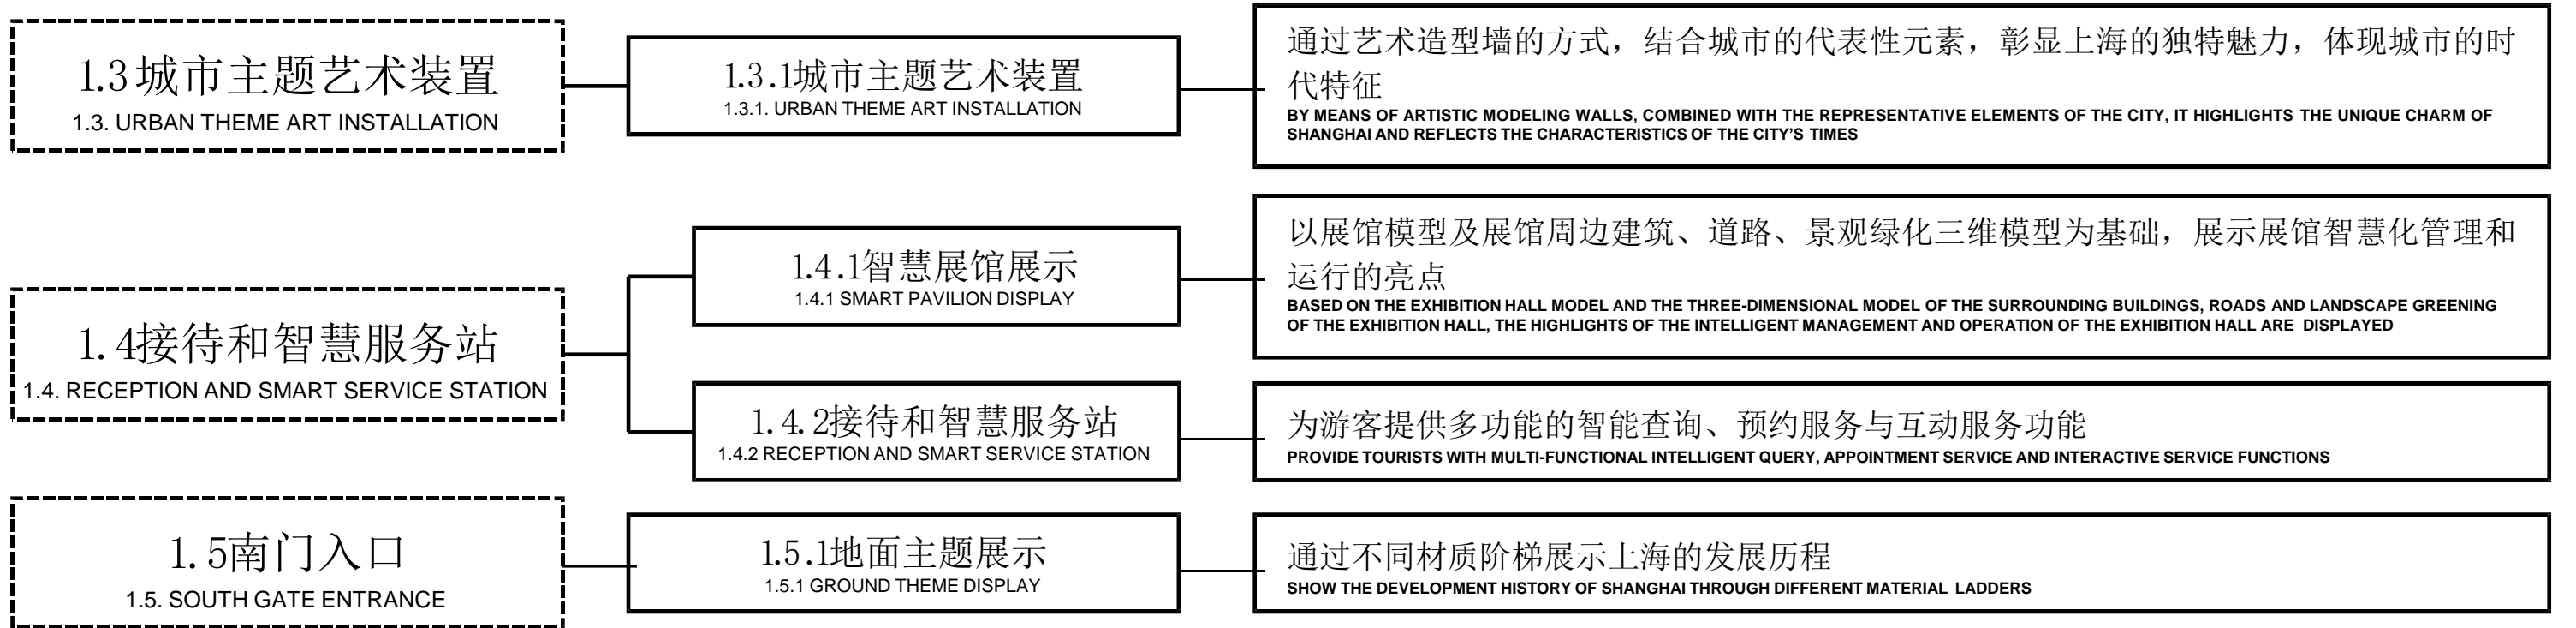 1.3城市主题艺术装置
1.3. URBAN THEME ART INSTALLATION
1.3.1城市主题艺术装置
1.3.1. URBAN THEME ART INSTALLATION
通过艺术造型墙的方式，结合城市的代表性元素，彰显上海的独特魅力，体现城市的时
代特征
BY MEANS OF ARTISTIC MODELING WALLS, COMBINED WITH THE REPRESENTATIVE ELEMENTS OF THE CITY, IT HIGHLIGHTS THE UNIQUE CHARM OF
SHANGHAI AND REFLECTS THE CHARACTERISTICS OF THE CITY’S TIMES
1.4接待和智慧服务站
1.4. RECEPTION AND SMART SERVICE STATION
1.4.1智慧展馆展示
1.4.1 SMART PAVILION DISPLAY
以展馆模型及展馆周边建筑、道路、景观绿化三维模型为基础，展示展馆智慧化管理和
运行的亮点
BASED ON THE EXHIBITION HALL MODEL AND THE THREE-DIMENSIONAL MODEL OF THE SURROUNDING BUILDINGS, ROADS AND LANDSCAPE GREENING
OF THE EXHIBITION HALL, THE HIGHLIGHTS OF THE INTELLIGENT MANAGEMENT AND OPERATION OF THE EXHIBITION HALL ARE DISPLAYED
1.4.2接待和智慧服务站
1.4.2 RECEPTION AND SMART SERVICE STATION
为游客提供多功能的智能查询、预约服务与互动服务功能
PROVIDE TOURISTS WITH MULTI-FUNCTIONAL INTELLIGENT QUERY, APPOINTMENT SERVICE AND INTERACTIVE SERVICE FUNCTIONS
1.5南门入口
1.5. SOUTH GATE ENTRANCE
1.5.1地面主题展示
1.5.1 GROUND THEME DISPLAY
通过不同材质阶梯展示上海的发展历程
SHOW THE DEVELOPMENT HISTORY OF SHANGHAI THROUGH DIFFERENT MATERIAL LADDERS